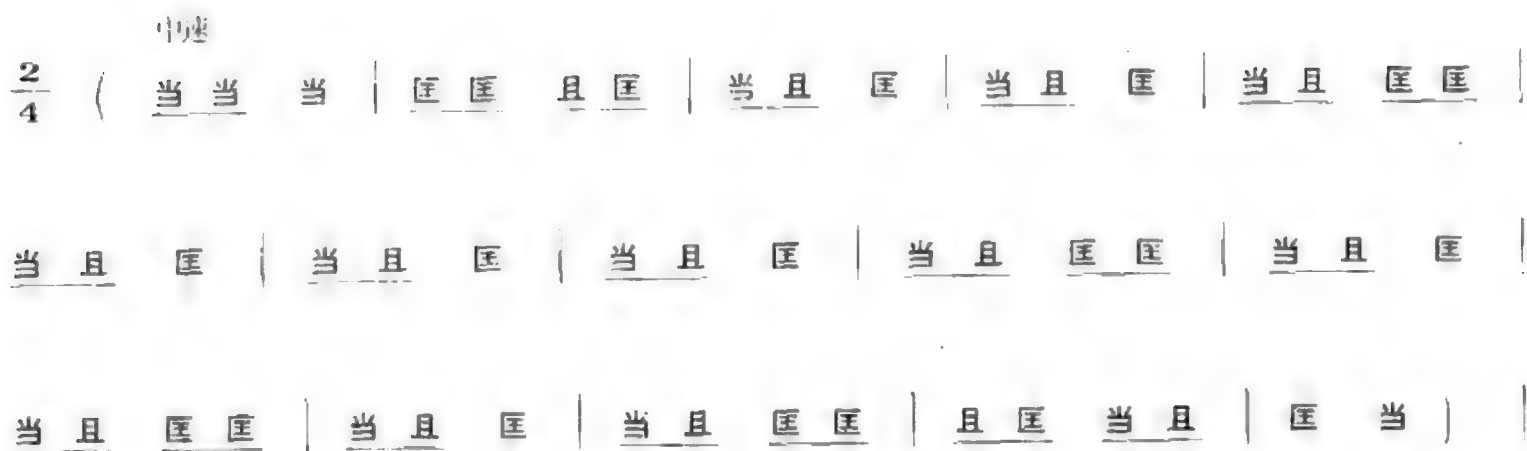 中速
2/4 ( 当 当 当 | 匡 匡 且 匡 | 当 且 匡 | 当 且 匡 | 当 且 匡 匡 |
当 且 匡 | 当 且 匡 | 当 且 匡 | 当 且 匡 匡 | 当 且 匡 |
当 且 匡 匡 | 当 且 匡 | 当 且 匡 匡 | 且 匡 当 且 | 匡 当 ) |